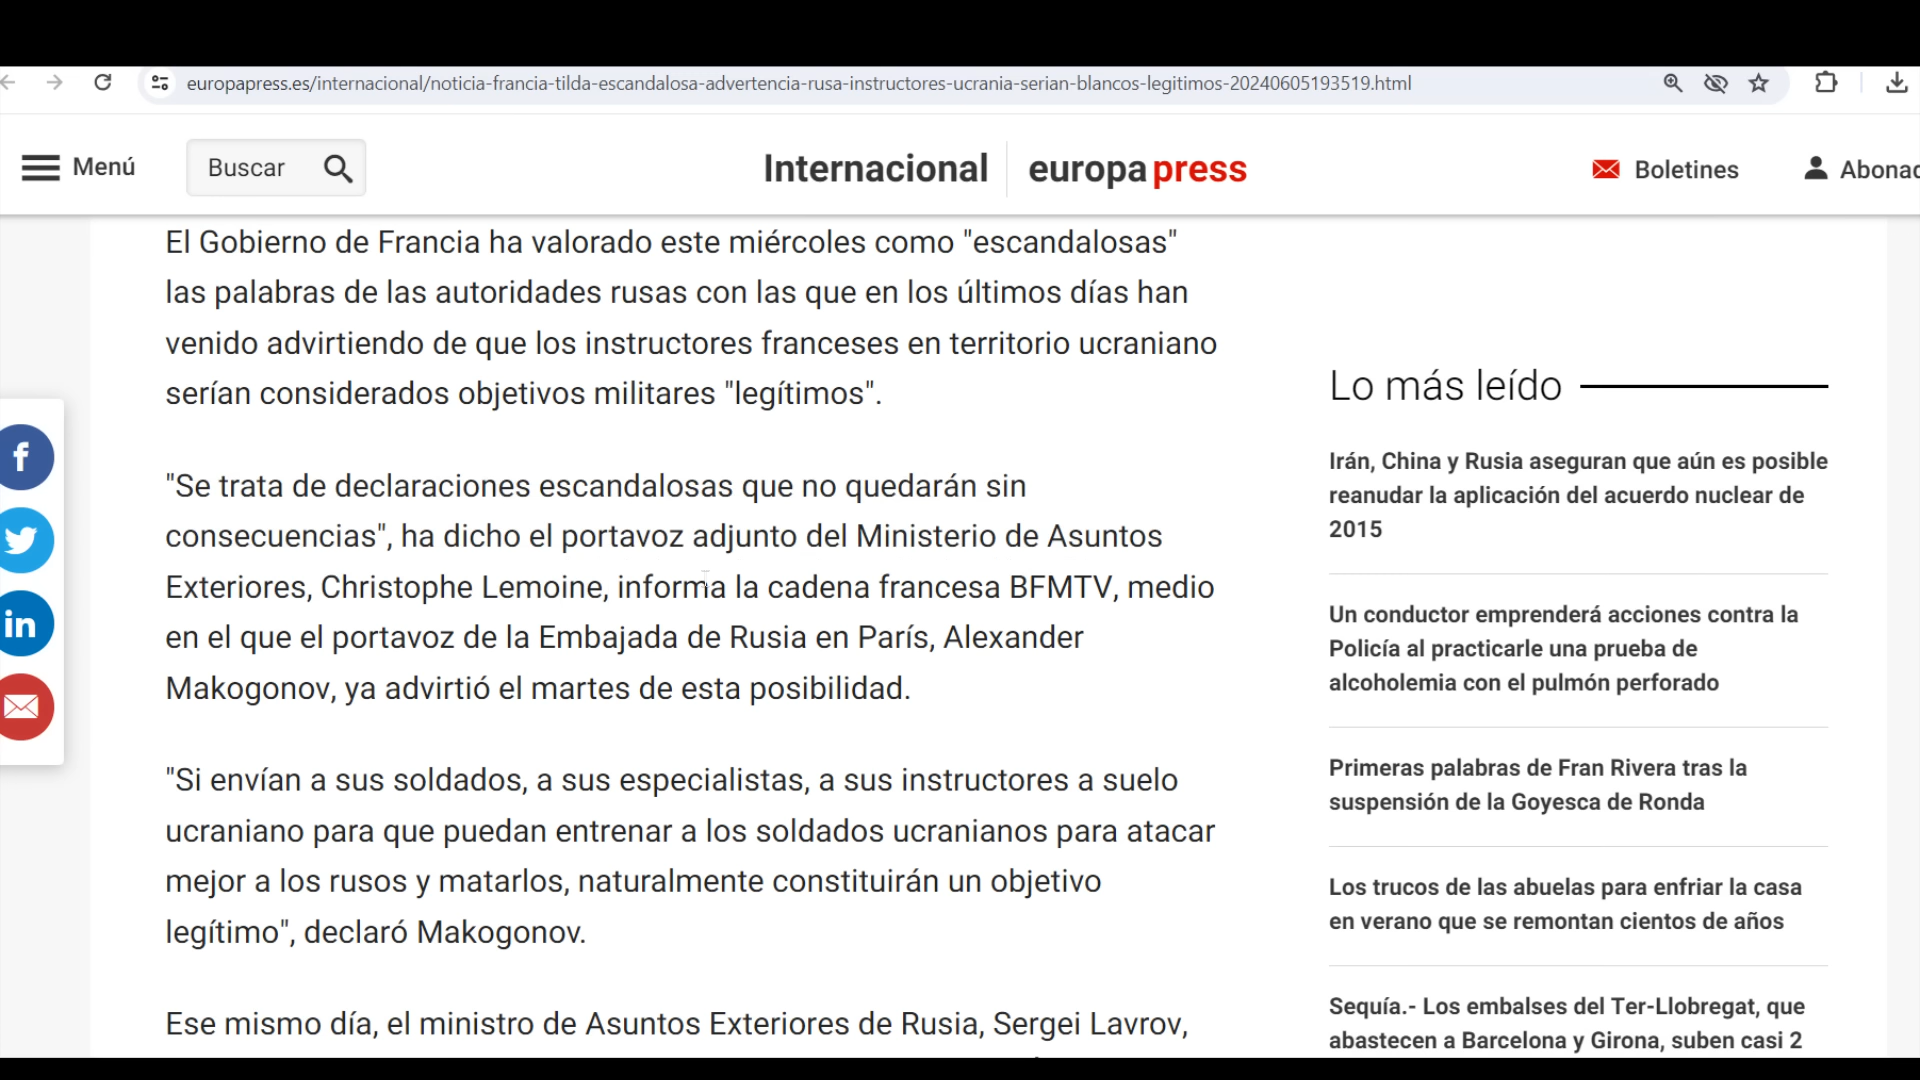 europapress.es/internacional/noticia-francia-tilda-escandalosa-advertencia-rusa-instructores-ucrania-serian-blancos-legitimos-20240605193519.html
Menú
Buscar
Internacional
europapress
Boletines
Abonad
El Gobierno de Francia ha valorado este miércoles como "escandalosas"
las palabras de las autoridades rusas con las que en los últimos días han
venido advirtiendo de que los instructores franceses en territorio ucraniano
serían considerados objetivos militares "legítimos".
"Se trata de declaraciones escandalosas que no quedarán sin
consecuencias", ha dicho el portavoz adjunto del Ministerio de Asuntos
Exteriores, Christophe Lemoine, informa la cadena francesa BFMTV, medio
en el que el portavoz de la Embajada de Rusia en París, Alexander
Makogonov, ya advirtió el martes de esta posibilidad.
"Si envían a sus soldados, a sus especialistas, a sus instructores a suelo
ucraniano para que puedan entrenar a los soldados ucranianos para atacar
mejor a los rusos y matarlos, naturalmente constituirán un objetivo
legítimo", declaró Makogonov.
Ese mismo día, el ministro de Asuntos Exteriores de Rusia, Sergei Lavrov,
Lo más leído
Irán, China y Rusia aseguran que aún es posible
reanudar la aplicación del acuerdo nuclear de
2015
Un conductor emprenderá acciones contra la
Policía al practicarle una prueba de
alcoholemia con el pulmón perforado
Primeras palabras de Fran Rivera tras la
suspensión de la Goyesca de Ronda
Los trucos de las abuelas para enfriar la casa
en verano que se remontan cientos de años
Sequía.- Los embalses del Ter-Llobregat, que
abastecen a Barcelona y Girona, suben casi 2